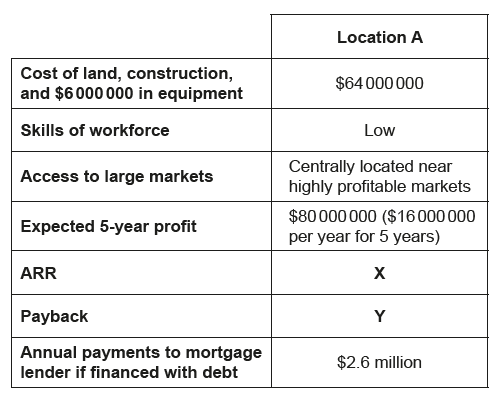 Location A
Cost of land, construction,
and $6 000 000 in equipment
$64 000 000
Skills of workforce
Low
Access to large markets
Centrally located near
highly profitable markets
Expected 5-year profit
$80 000 000 ($16 000 000
per year for 5 years)
ARR
X
Payback
Y
Annual payments to mortgage
lender if financed with debt
$2.6 million